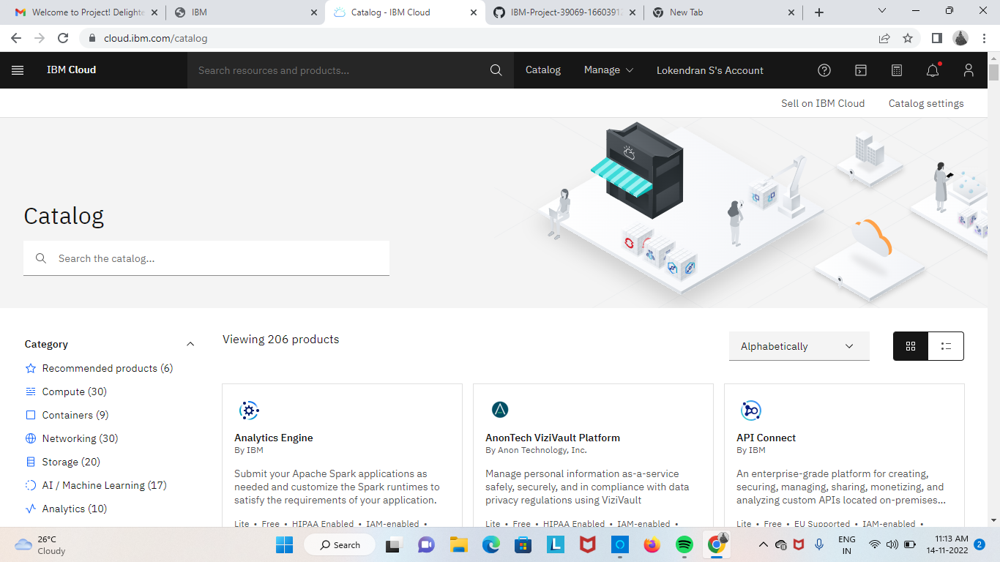 Welcome to Project! Delighte
IBM
Catalog - IBM Cloud
IBM-Project-39069-1660391
New Tab
cloud.ibm.com/catalog
IBM Cloud
Search resources and products...
Catalog
Manage
Lokendran S's Account
Sell on IBM Cloud
Catalog settings
Catalog
Search the catalog...
Category
Recommended products (6)
Compute (30)
Containers (9)
Networking (30)
Storage (20)
AI / Machine Learning (17)
Analytics (10)
Viewing 206 products
Alphabetically
Analytics Engine
By IBM
Submit your Apache Spark applications as
needed and customize the Spark runtimes to
satisfy the requirements of your application.
Lite • Free • HIPAA Enabled • IAM-enabled •
AnonTech ViziVault Platform
By Anon Technology, Inc.
Manage personal information as-a-service
safely, securely, and in compliance with data
privacy regulations using ViziVault
Lite • Free • HIPAA Enabled • IAM-enabled •
API Connect
By IBM
An enterprise-grade platform for creating,
securing, managing, sharing, monetizing, and
analyzing custom APIs located on-premises...
Lite • Free • EU Supported • IAM-enabled •
26°C
Cloudy
Search
L
ENG
IN
11:13 AM
14-11-2022
2